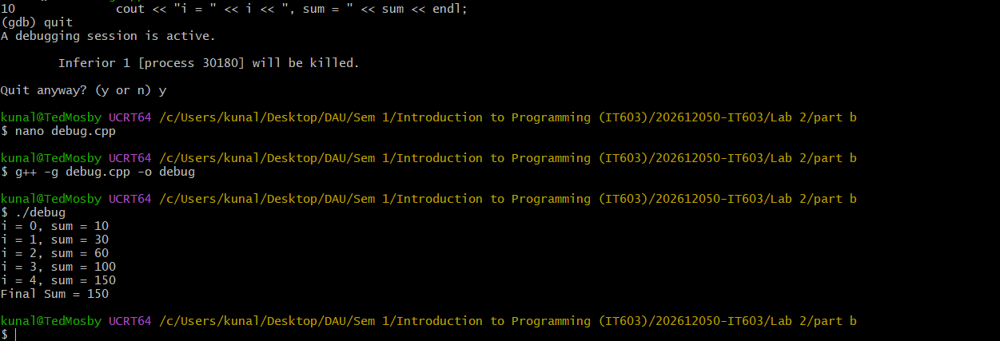 10              cout << "i = " << i << ", sum = " << sum << endl;
(gdb) quit
A debugging session is active.
        Inferior 1 [process 30180] will be killed.
Quit anyway? (y or n) y
kunal@TedMosby UCRT64 /c/Users/kunal/Desktop/DAU/Sem 1/Introduction to Programming (IT603)/202612050-IT603/Lab 2/part b
$ nano debug.cpp
kunal@TedMosby UCRT64 /c/Users/kunal/Desktop/DAU/Sem 1/Introduction to Programming (IT603)/202612050-IT603/Lab 2/part b
$ g++ -g debug.cpp -o debug
kunal@TedMosby UCRT64 /c/Users/kunal/Desktop/DAU/Sem 1/Introduction to Programming (IT603)/202612050-IT603/Lab 2/part b
$ ./debug
i = 0, sum = 10
i = 1, sum = 30
i = 2, sum = 60
i = 3, sum = 100
i = 4, sum = 150
Final Sum = 150
kunal@TedMosby UCRT64 /c/Users/kunal/Desktop/DAU/Sem 1/Introduction to Programming (IT603)/202612050-IT603/Lab 2/part b
$